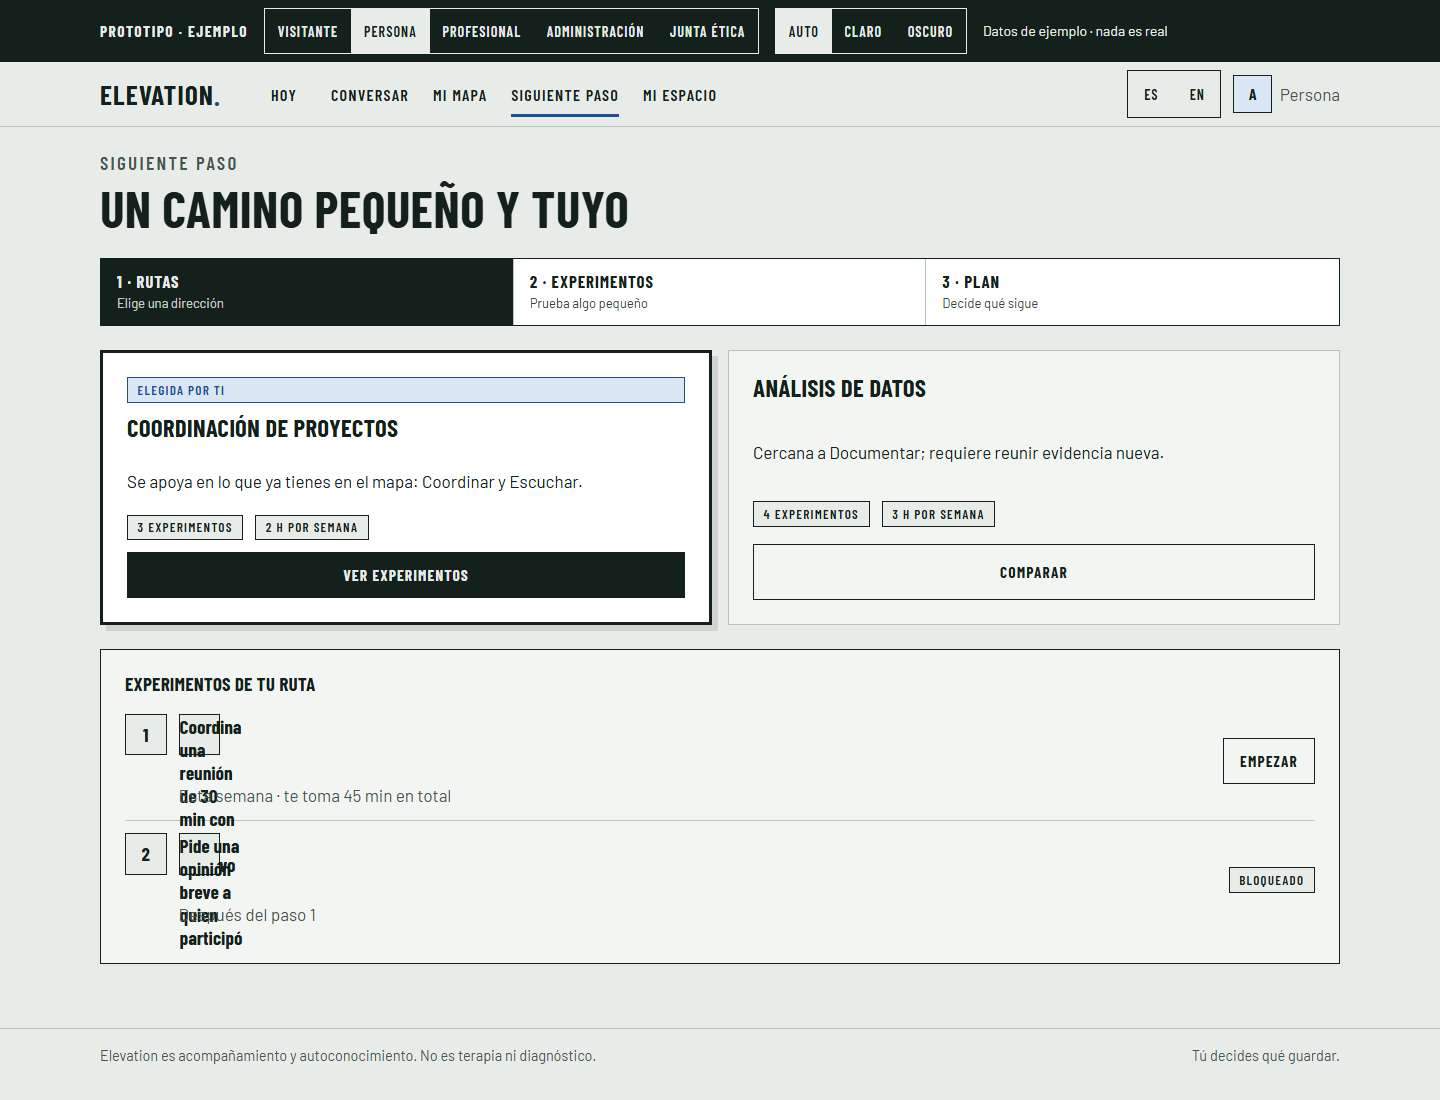 PROTOTIPO · EJEMPLO
VISITANTE
PERSONA
PROFESIONAL
ADMINISTRACIÓN
JUNTA ÉTICA
AUTO
CLARO
OSCURO
Datos de ejemplo · nada es real
ELEVATION.
HOY
CONVERSAR
MI MAPA
SIGUIENTE PASO
MI ESPACIO
ES
EN
A
Persona
SIGUIENTE PASO
UN CAMINO PEQUEÑO Y TUYO
1 · RUTAS
Elige una dirección
2 · EXPERIMENTOS
Prueba algo pequeño
3 · PLAN
Decide qué sigue
ELEGIDA POR TI
COORDINACIÓN DE PROYECTOS
Se apoya en lo que ya tienes en el mapa: Coordinar y Escuchar.
3 EXPERIMENTOS
2 H POR SEMANA
VER EXPERIMENTOS
ANÁLISIS DE DATOS
Cercana a Documentar; requiere reunir evidencia nueva.
4 EXPERIMENTOS
3 H POR SEMANA
COMPARAR
EXPERIMENTOS DE TU RUTA
1
Coordina
una
reunión
de 30
min con
semana · te toma 45 min en total
EMPEZAR
2
Pide una
opinión
breve a
quien
participó
Después del paso 1
BLOQUEADO
Elevation es acompañamiento y autoconocimiento. No es terapia ni diagnóstico.
Tú decides qué guardar.